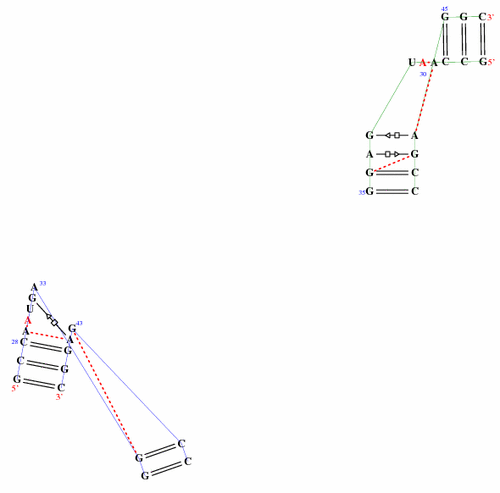 45
G G C 3'
U A A C C G 5'
30
G A
A G
G C
35 G C
33
A
G
U G 43
A A
A
28 C G
C G
G C
5' 3'
G C
G C